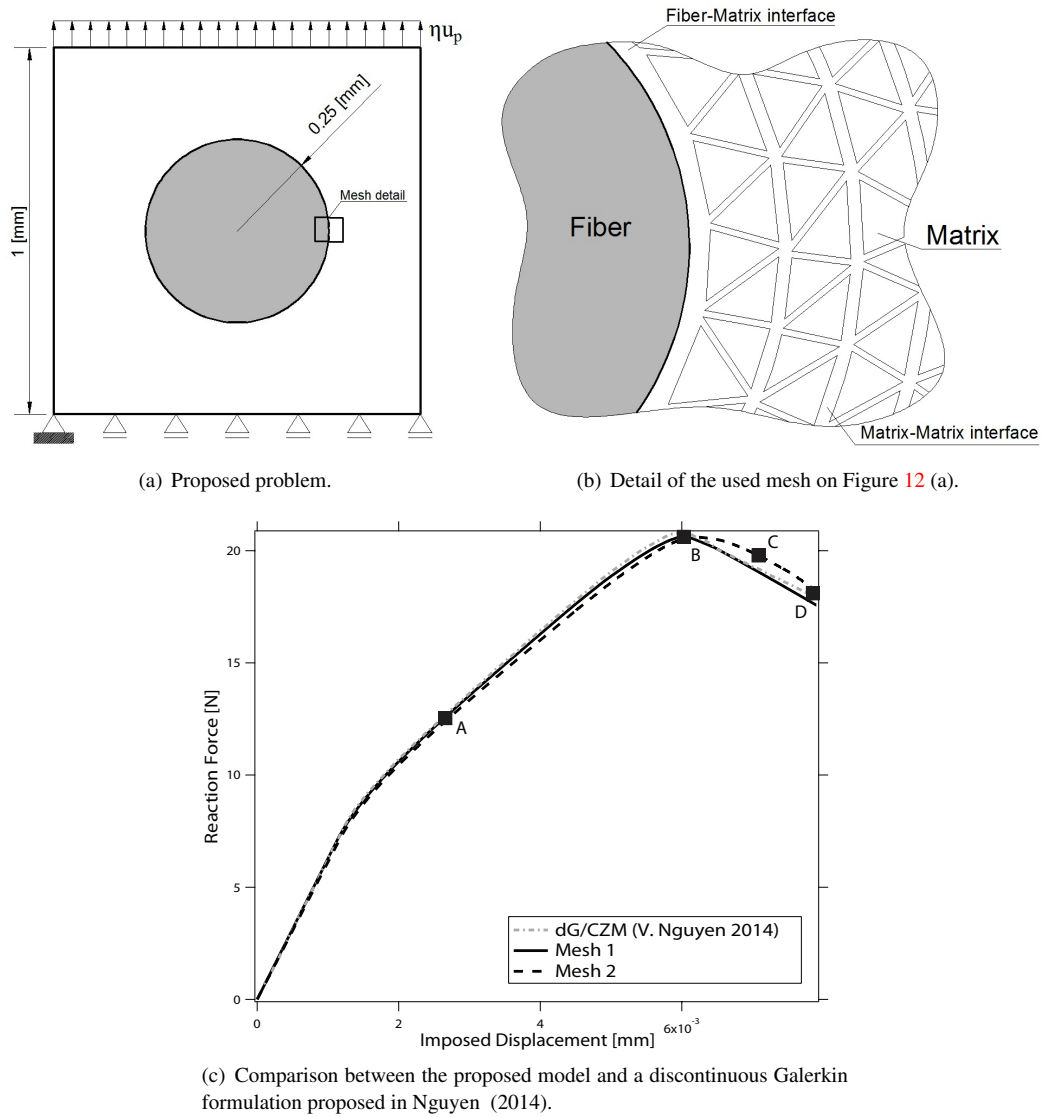 ηu_p
0.25 [mm]
Mesh detail
1 [mm]
Fiber-Matrix interface
Fiber
Matrix
Matrix-Matrix interface
(a) Proposed problem.
(b) Detail of the used mesh on Figure 12 (a).
20
15
10
5
0
Reaction Force [N]
A
B
C
D
dG/CZM (V. Nguyen 2014)
Mesh 1
Mesh 2
0
2
4
6x10⁻³
Imposed Displacement [mm]
(c) Comparison between the proposed model and a discontinuous Galerkin
formulation proposed in Nguyen (2014).